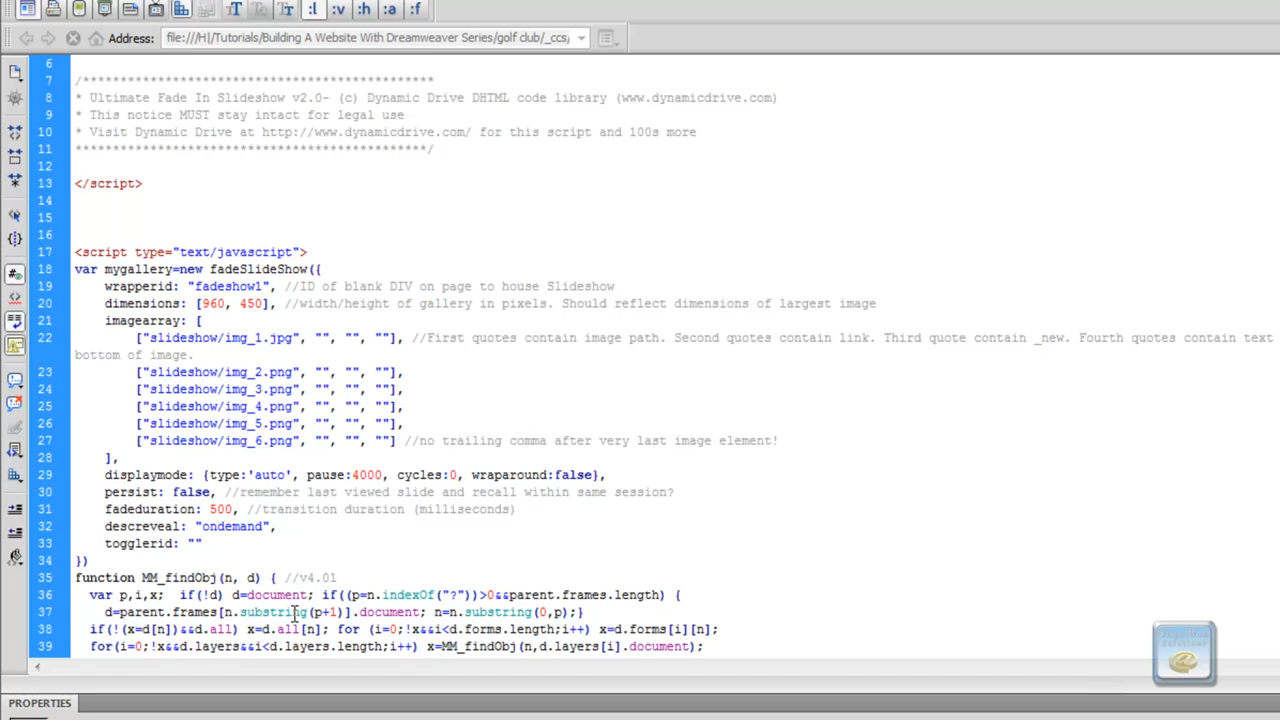 :l :v :h :a :f
Address: file:///H|/Tutorials/Building A Website With Dreamweaver Series/golf club/_ccs/
6
7 /**********************************************
8 * Ultimate Fade In Slideshow v2.0- (c) Dynamic Drive DHTML code library (www.dynamicdrive.com)
9 * This notice MUST stay intact for legal use
10 * Visit Dynamic Drive at http://www.dynamicdrive.com/ for this script and 100s more
11 ***********************************************/
12
13 </script>
14
15
16
17 <script type="text/javascript">
18 var mygallery=new fadeSlideShow({
19 wrapperid: "fadeshow1", //ID of blank DIV on page to house Slideshow
20 dimensions: [960, 450], //width/height of gallery in pixels. Should reflect dimensions of largest image
21 imagearray: [
22 ["slideshow/img_1.jpg", "", "", ""], //First quotes contain image path. Second quotes contain link. Third quote contain _new. Fourth quotes contain text
bottom of image.
23 ["slideshow/img_2.png", "", "", ""],
24 ["slideshow/img_3.png", "", "", ""],
25 ["slideshow/img_4.png", "", "", ""],
26 ["slideshow/img_5.png", "", "", ""],
27 ["slideshow/img_6.png", "", "", ""] //no trailing comma after very last image element!
28 ],
29 displaymode: {type:'auto', pause:4000, cycles:0, wraparound:false},
30 persist: false, //remember last viewed slide and recall within same session?
31 fadeduration: 500, //transition duration (milliseconds)
32 descreveal: "ondemand",
33 togglerid: ""
34 })
35 function MM_findObj(n, d) { //v4.01
36 var p,i,x; if(!d) d=document; if((p=n.indexOf("?"))>0&&parent.frames.length) {
37 d=parent.frames[n.substring(p+1)].document; n=n.substring(0,p);}
38 if(!(x=d[n])&&d.all) x=d.all[n]; for (i=0;!x&&i<d.forms.length;i++) x=d.forms[i][n];
39 for(i=0;!x&&d.layers&&i<d.layers.length;i++) x=MM_findObj(n,d.layers[i].document);
PROPERTIES